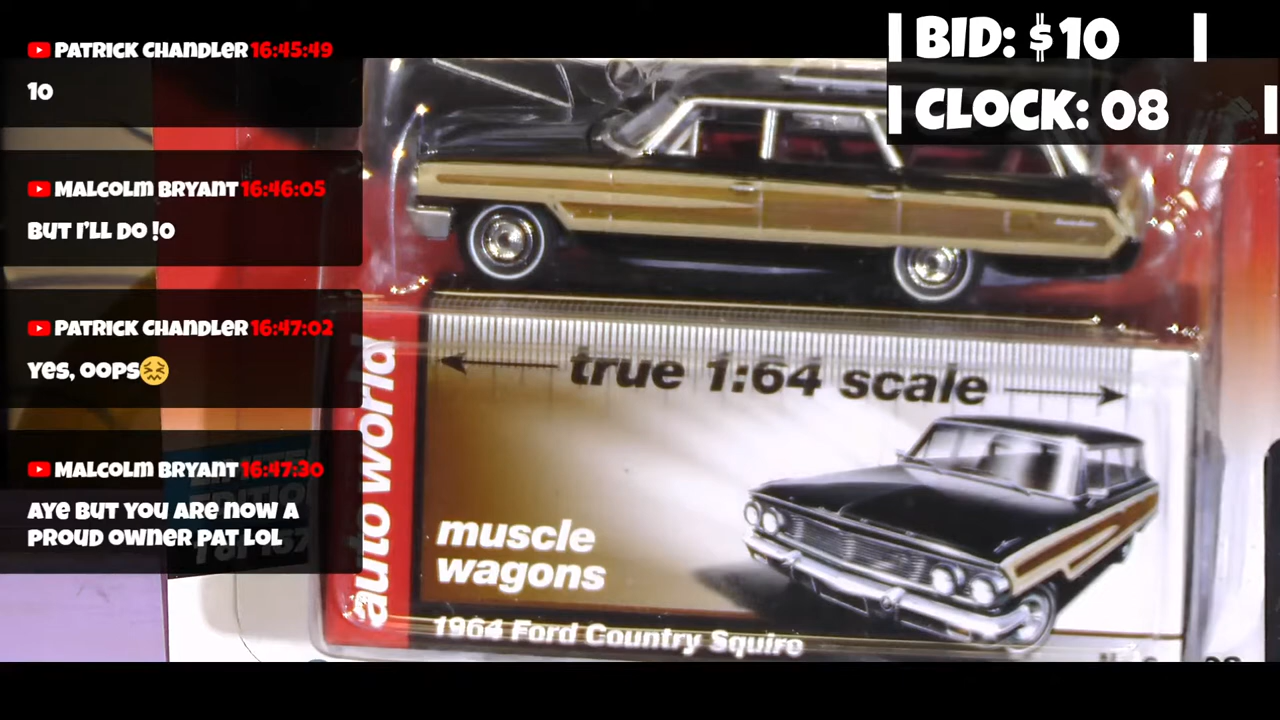 PATRICK CHANDLER 16:45:49
10
MALCOLM BRYANT 16:46:05
BUT I'LL DO !0
PATRICK CHANDLER 16:47:02
YES, OOPS😖
MALCOLM BRYANT 16:47:30
AYE BUT YOU ARE NOW A
PROUD OWNER PAT LOL
| BID: $10 |
| CLOCK: 08 |
true 1:64 scale
auto world
muscle
wagons
1964 Ford Country Squire